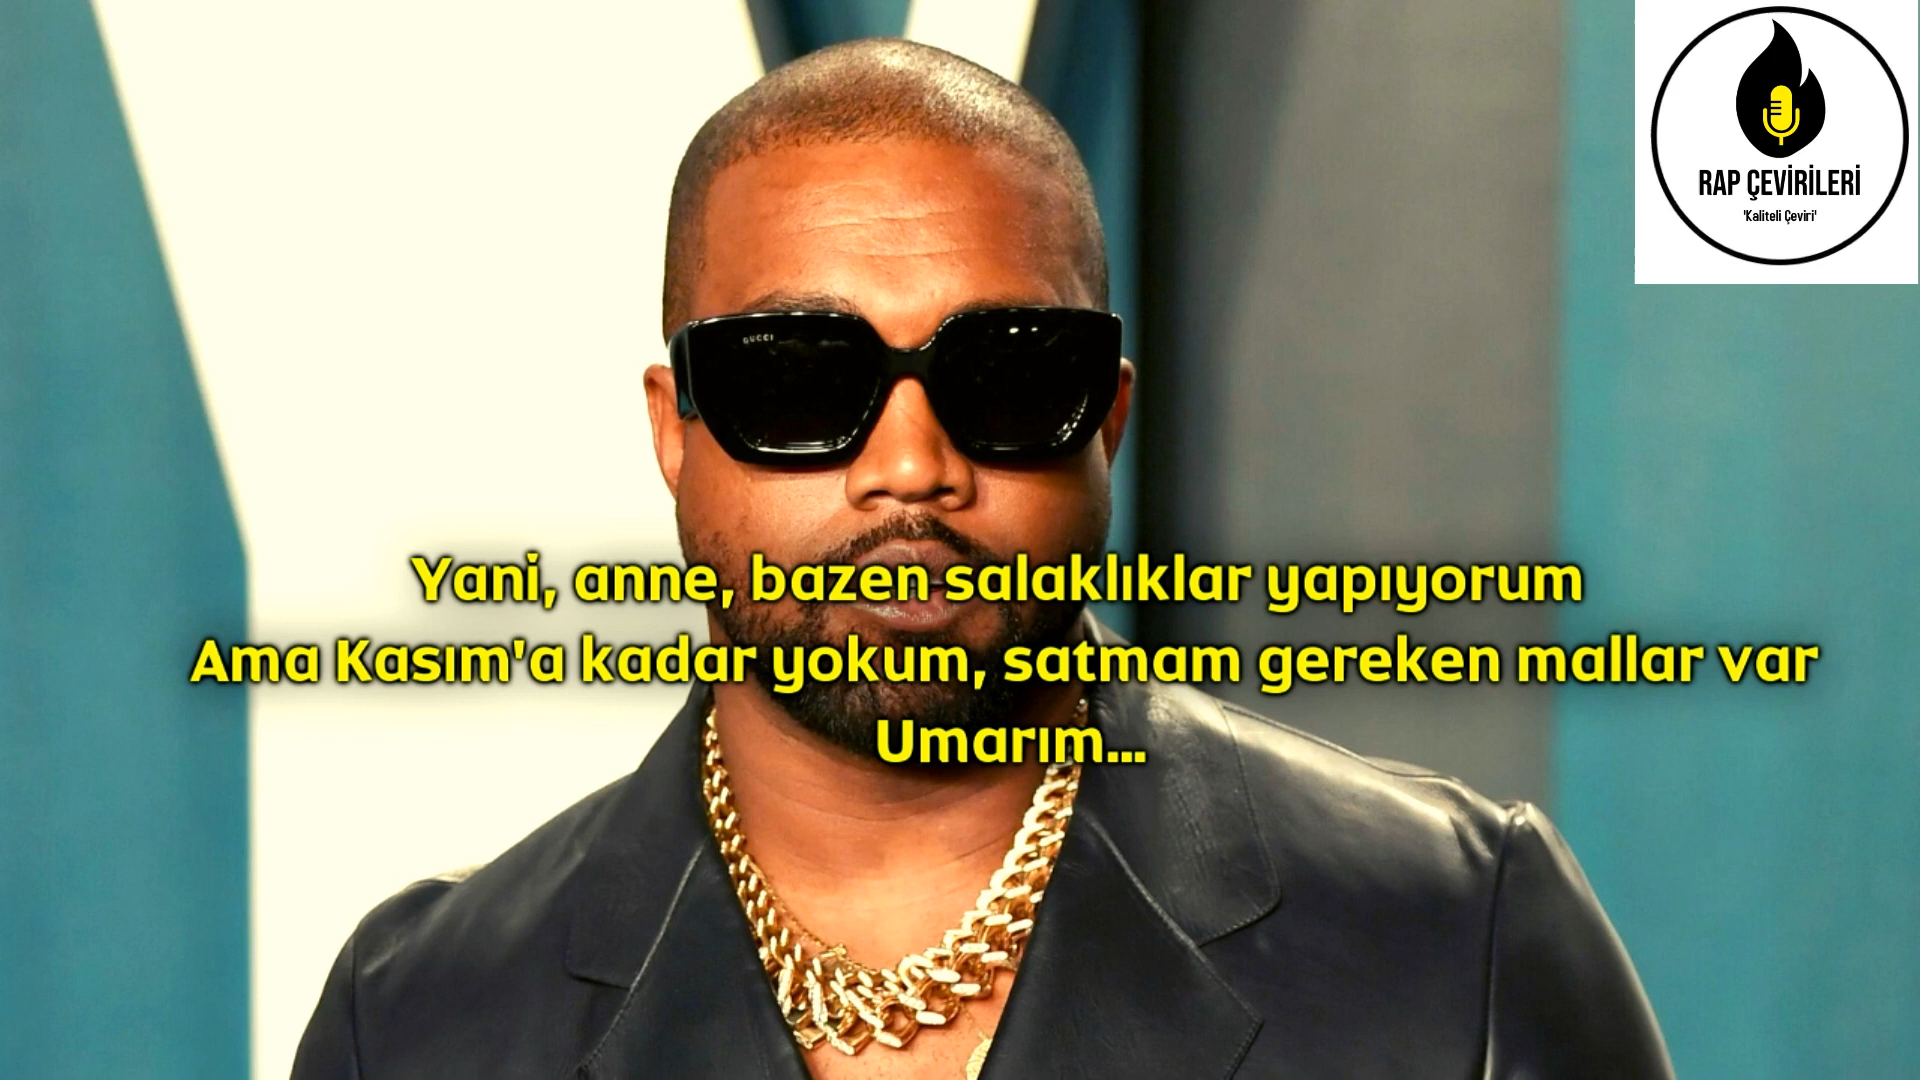 RAP ÇEVİRİLERİ
'Kaliteli Çeviri'
GUCCI
Yani, anne, bazen salaklıklar yapıyorum
Ama Kasım'a kadar yokum, satmam gereken mallar var
Umarım...